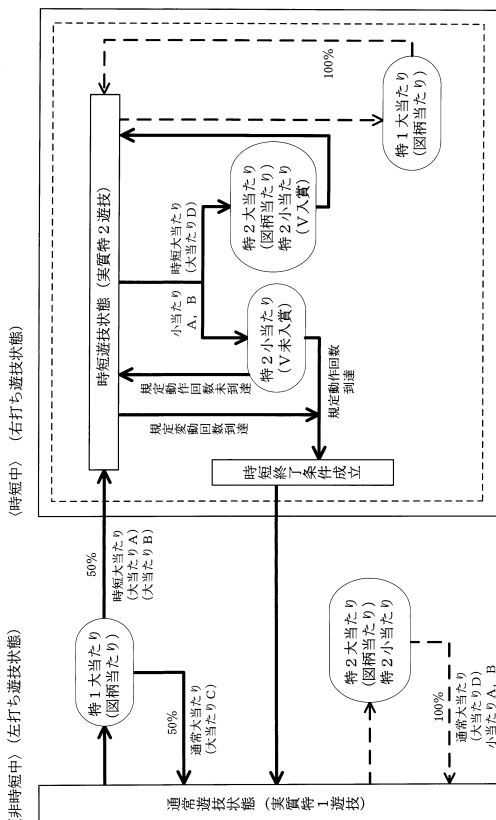 〈非時短中〉(左打ち遊技状態)
〈時短中〉 (右打ち遊技状態)
通常遊技状態 (実質特1遊技)
特1大当たり
(図柄当たり)
50%
時短大当たり
(大当たりA)
(大当たりB)
50%
通常大当たり
(大当たりC)
特2大当たり
(図柄当たり)
特2小当たり
100%
通常大当たり
(大当たりD)
小当たりA, B
時短遊技状態 (実質特2遊技)
規定変動回数到達
規定動作回数未到達
小当たり
A, B
時短大当たり
(大当たりD)
特2小当たり
(V未入賞)
特2大当たり
(図柄当たり)
特2小当たり
(V入賞)
規定動作回数
到達
時短終了条件成立
特1大当たり
(図柄当たり)
100%